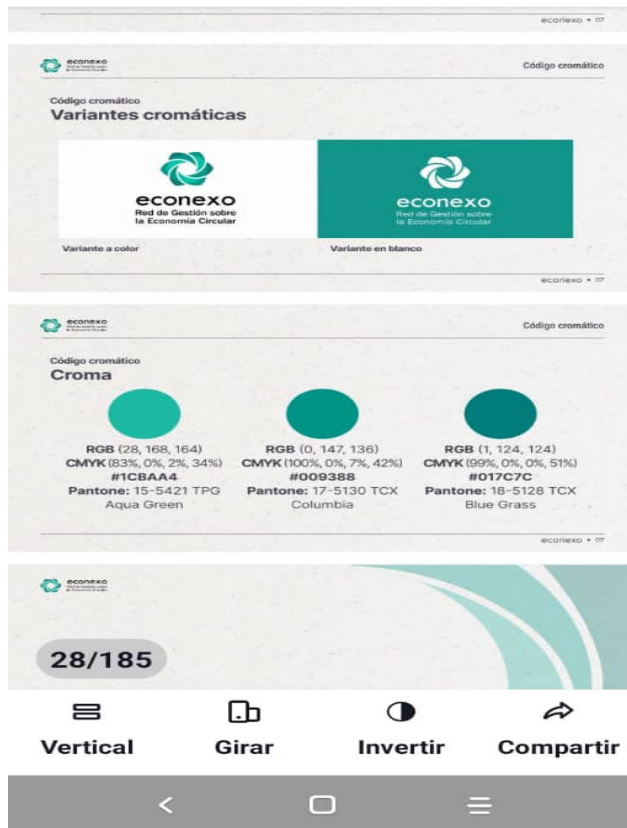 econexo • 07
econexo
Código cromático
Código cromático
Variantes cromáticas
econexo
Red de Gestión sobre
la Economía Circular
econexo
Red de Gestión sobre
la Economía Circular
Variante a color
Variante en blanco
econexo • 07
econexo
Código cromático
Código cromático
Croma
RGB (28, 168, 164)
CMYK (83%, 0%, 2%, 34%)
#1CBAA4
Pantone: 15-5421 TPG
Aqua Green
RGB (0, 147, 136)
CMYK (100%, 0%, 7%, 42%)
#009388
Pantone: 17-5130 TCX
Columbia
RGB (1, 124, 124)
CMYK (99%, 0%, 0%, 51%)
#017C7C
Pantone: 18-5128 TCX
Blue Grass
econexo • 07
econexo
28/185
Vertical
Girar
Invertir
Compartir